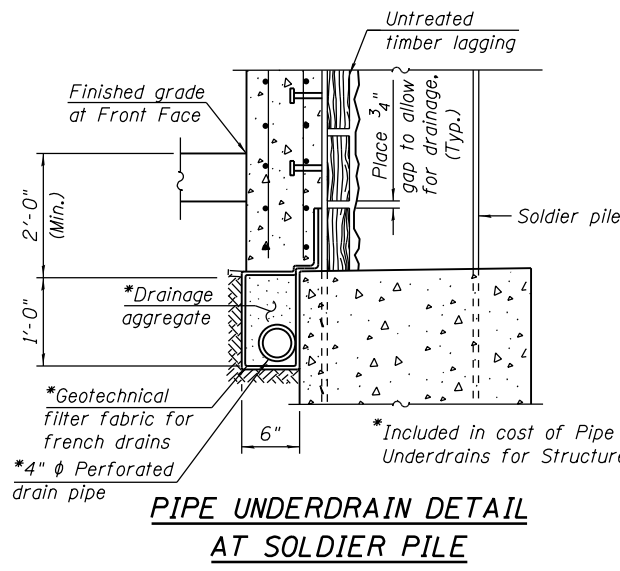 Untreated
timber lagging
Finished grade
at Front Face
Place 3/4"
gap to allow
for drainage.
(Typ.)
2'-0"
(Min.)
Soldier pile
1'-0"
*Drainage
aggregate
*Geotechnical
filter fabric for
french drains
6"
*4" ϕ Perforated
drain pipe
*Included in cost of Pipe
Underdrains for Structure
PIPE UNDERDRAIN DETAIL
AT SOLDIER PILE